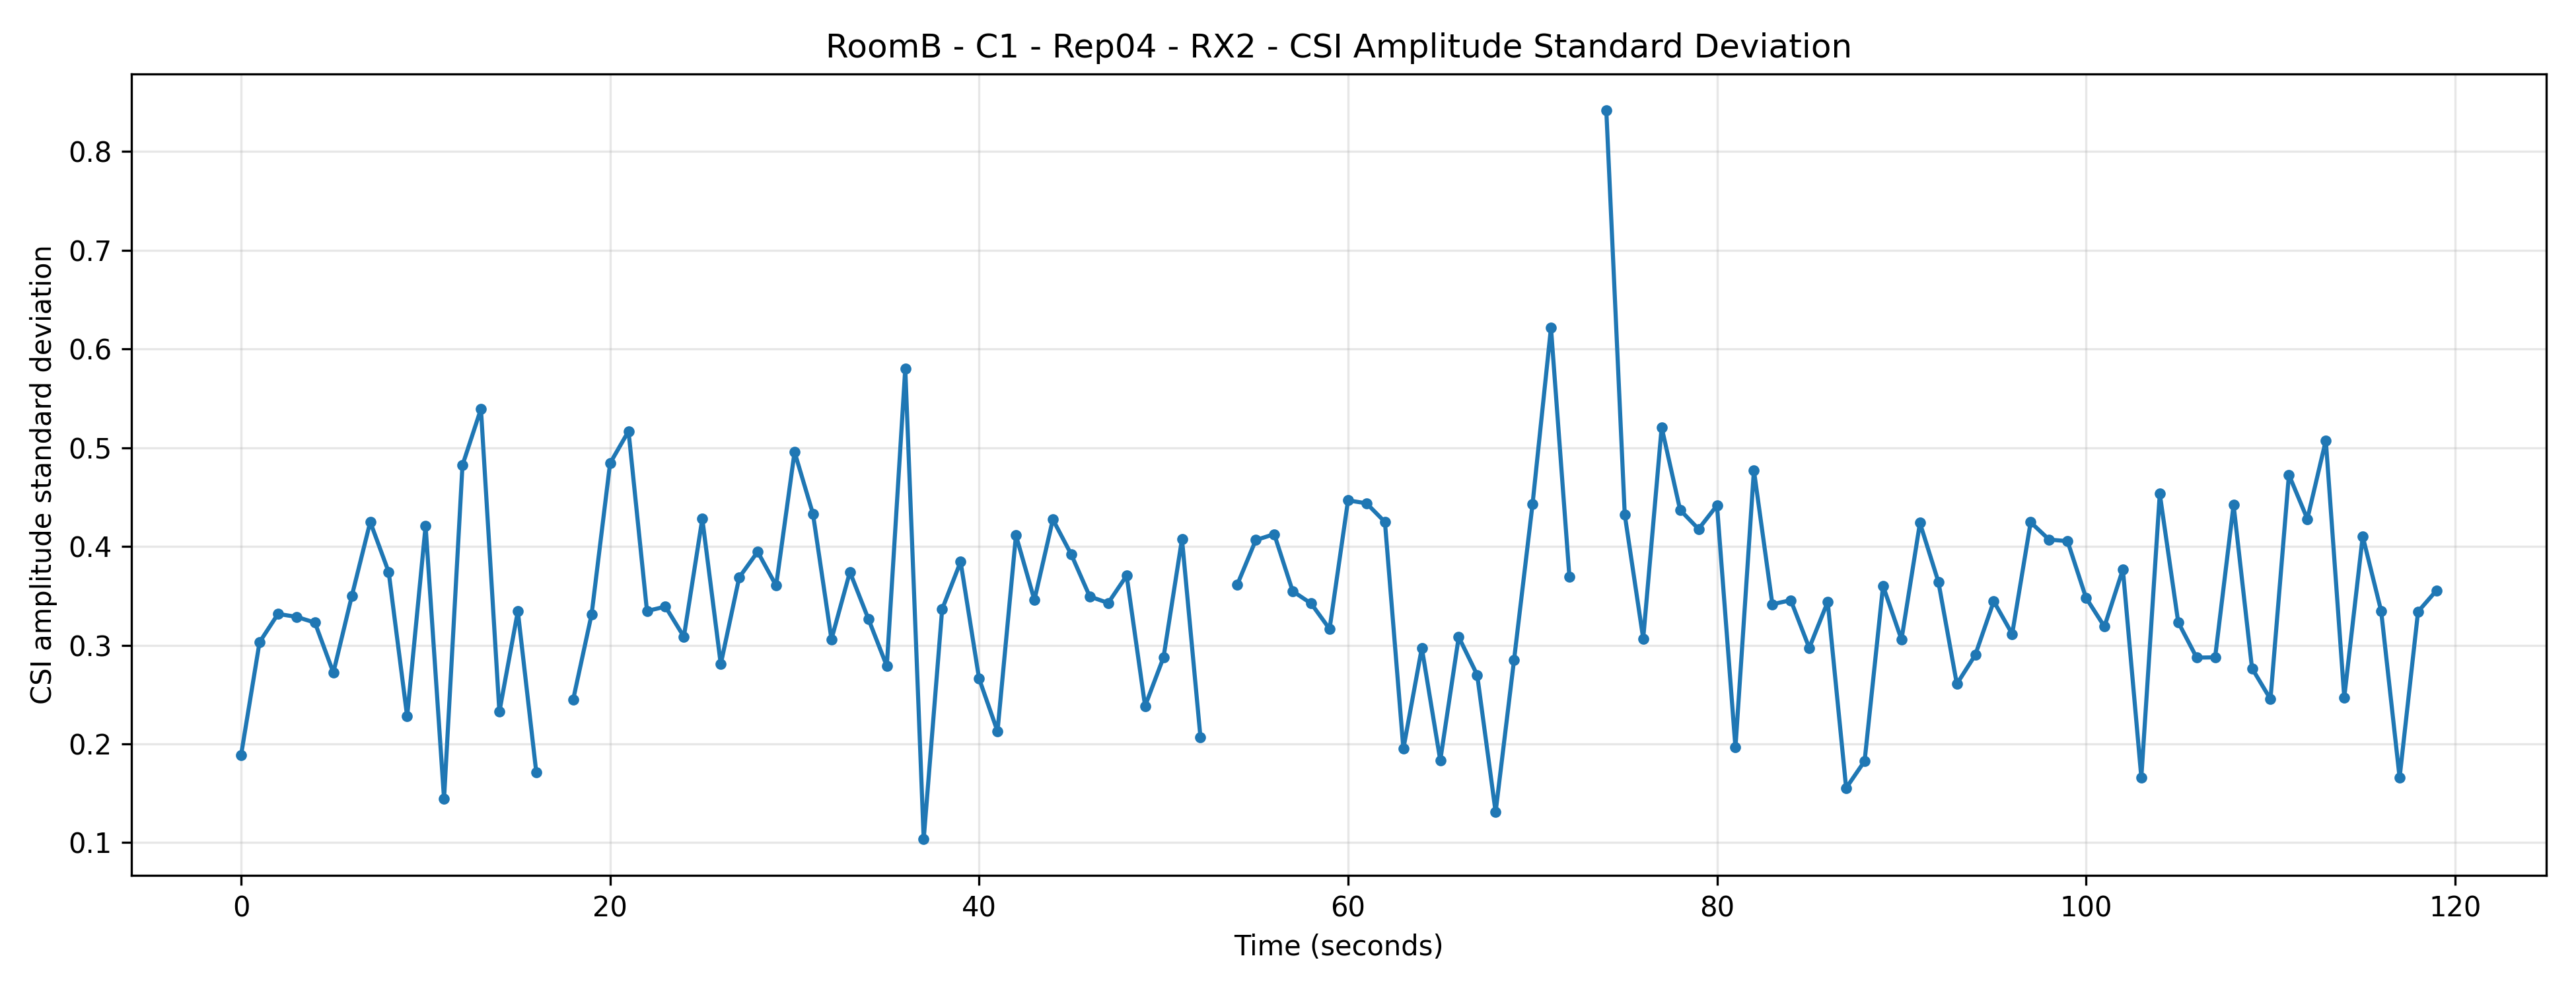 RoomB - C1 - Rep04 - RX2 - CSI Amplitude Standard Deviation
CSI amplitude standard deviation
0.8
0.7
0.6
0.5
0.4
0.3
0.2
0.1
0 20 40 60 80 100 120
Time (seconds)